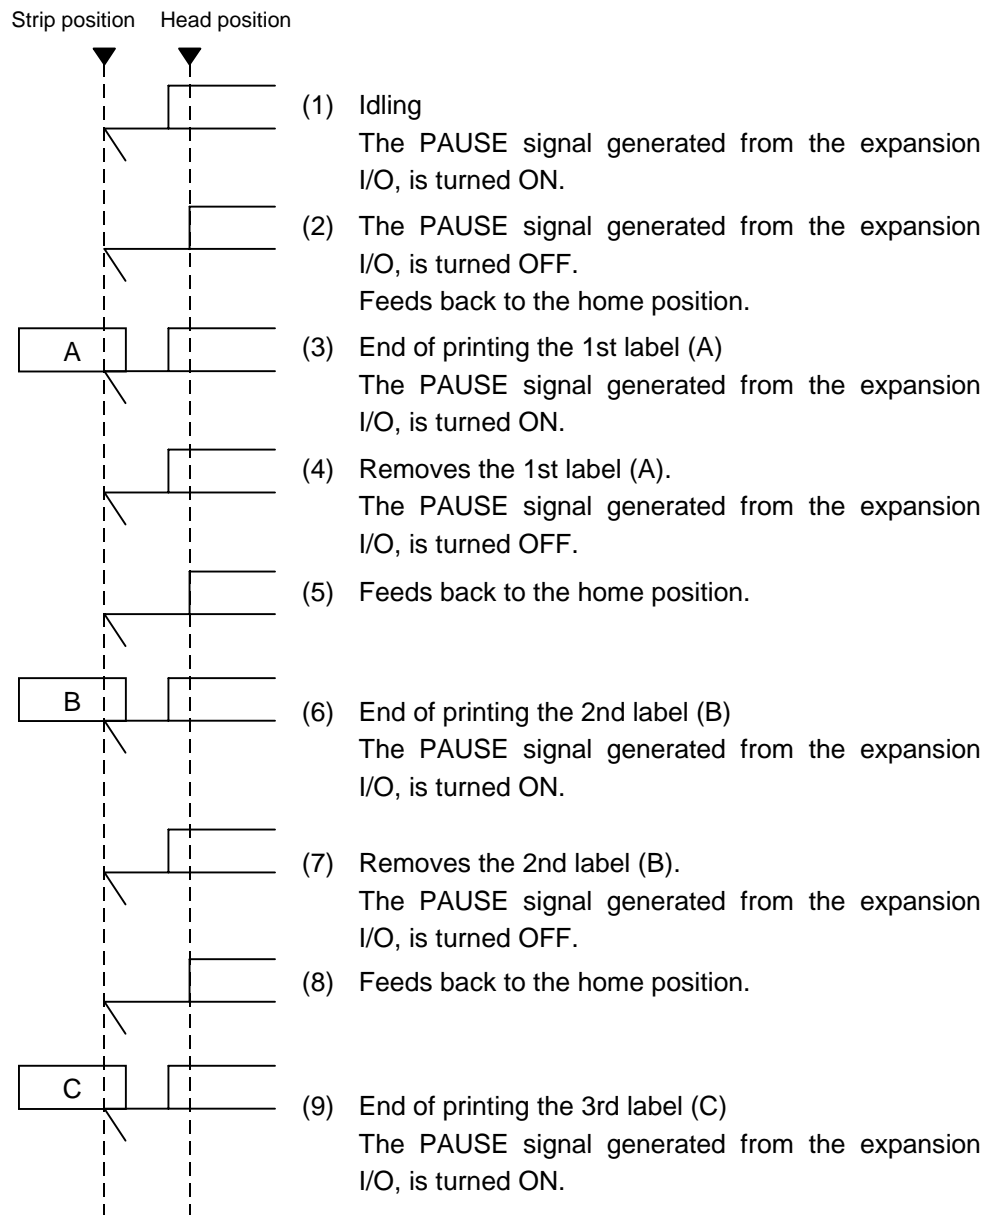 Strip position Head position
(1) Idling
The PAUSE signal generated from the expansion
I/O, is turned ON.
(2) The PAUSE signal generated from the expansion
I/O, is turned OFF.
Feeds back to the home position.
A
(3) End of printing the 1st label (A)
The PAUSE signal generated from the expansion
I/O, is turned ON.
(4) Removes the 1st label (A).
The PAUSE signal generated from the expansion
I/O, is turned OFF.
(5) Feeds back to the home position.
B
(6) End of printing the 2nd label (B)
The PAUSE signal generated from the expansion
I/O, is turned ON.
(7) Removes the 2nd label (B).
The PAUSE signal generated from the expansion
I/O, is turned OFF.
(8) Feeds back to the home position.
C
(9) End of printing the 3rd label (C)
The PAUSE signal generated from the expansion
I/O, is turned ON.